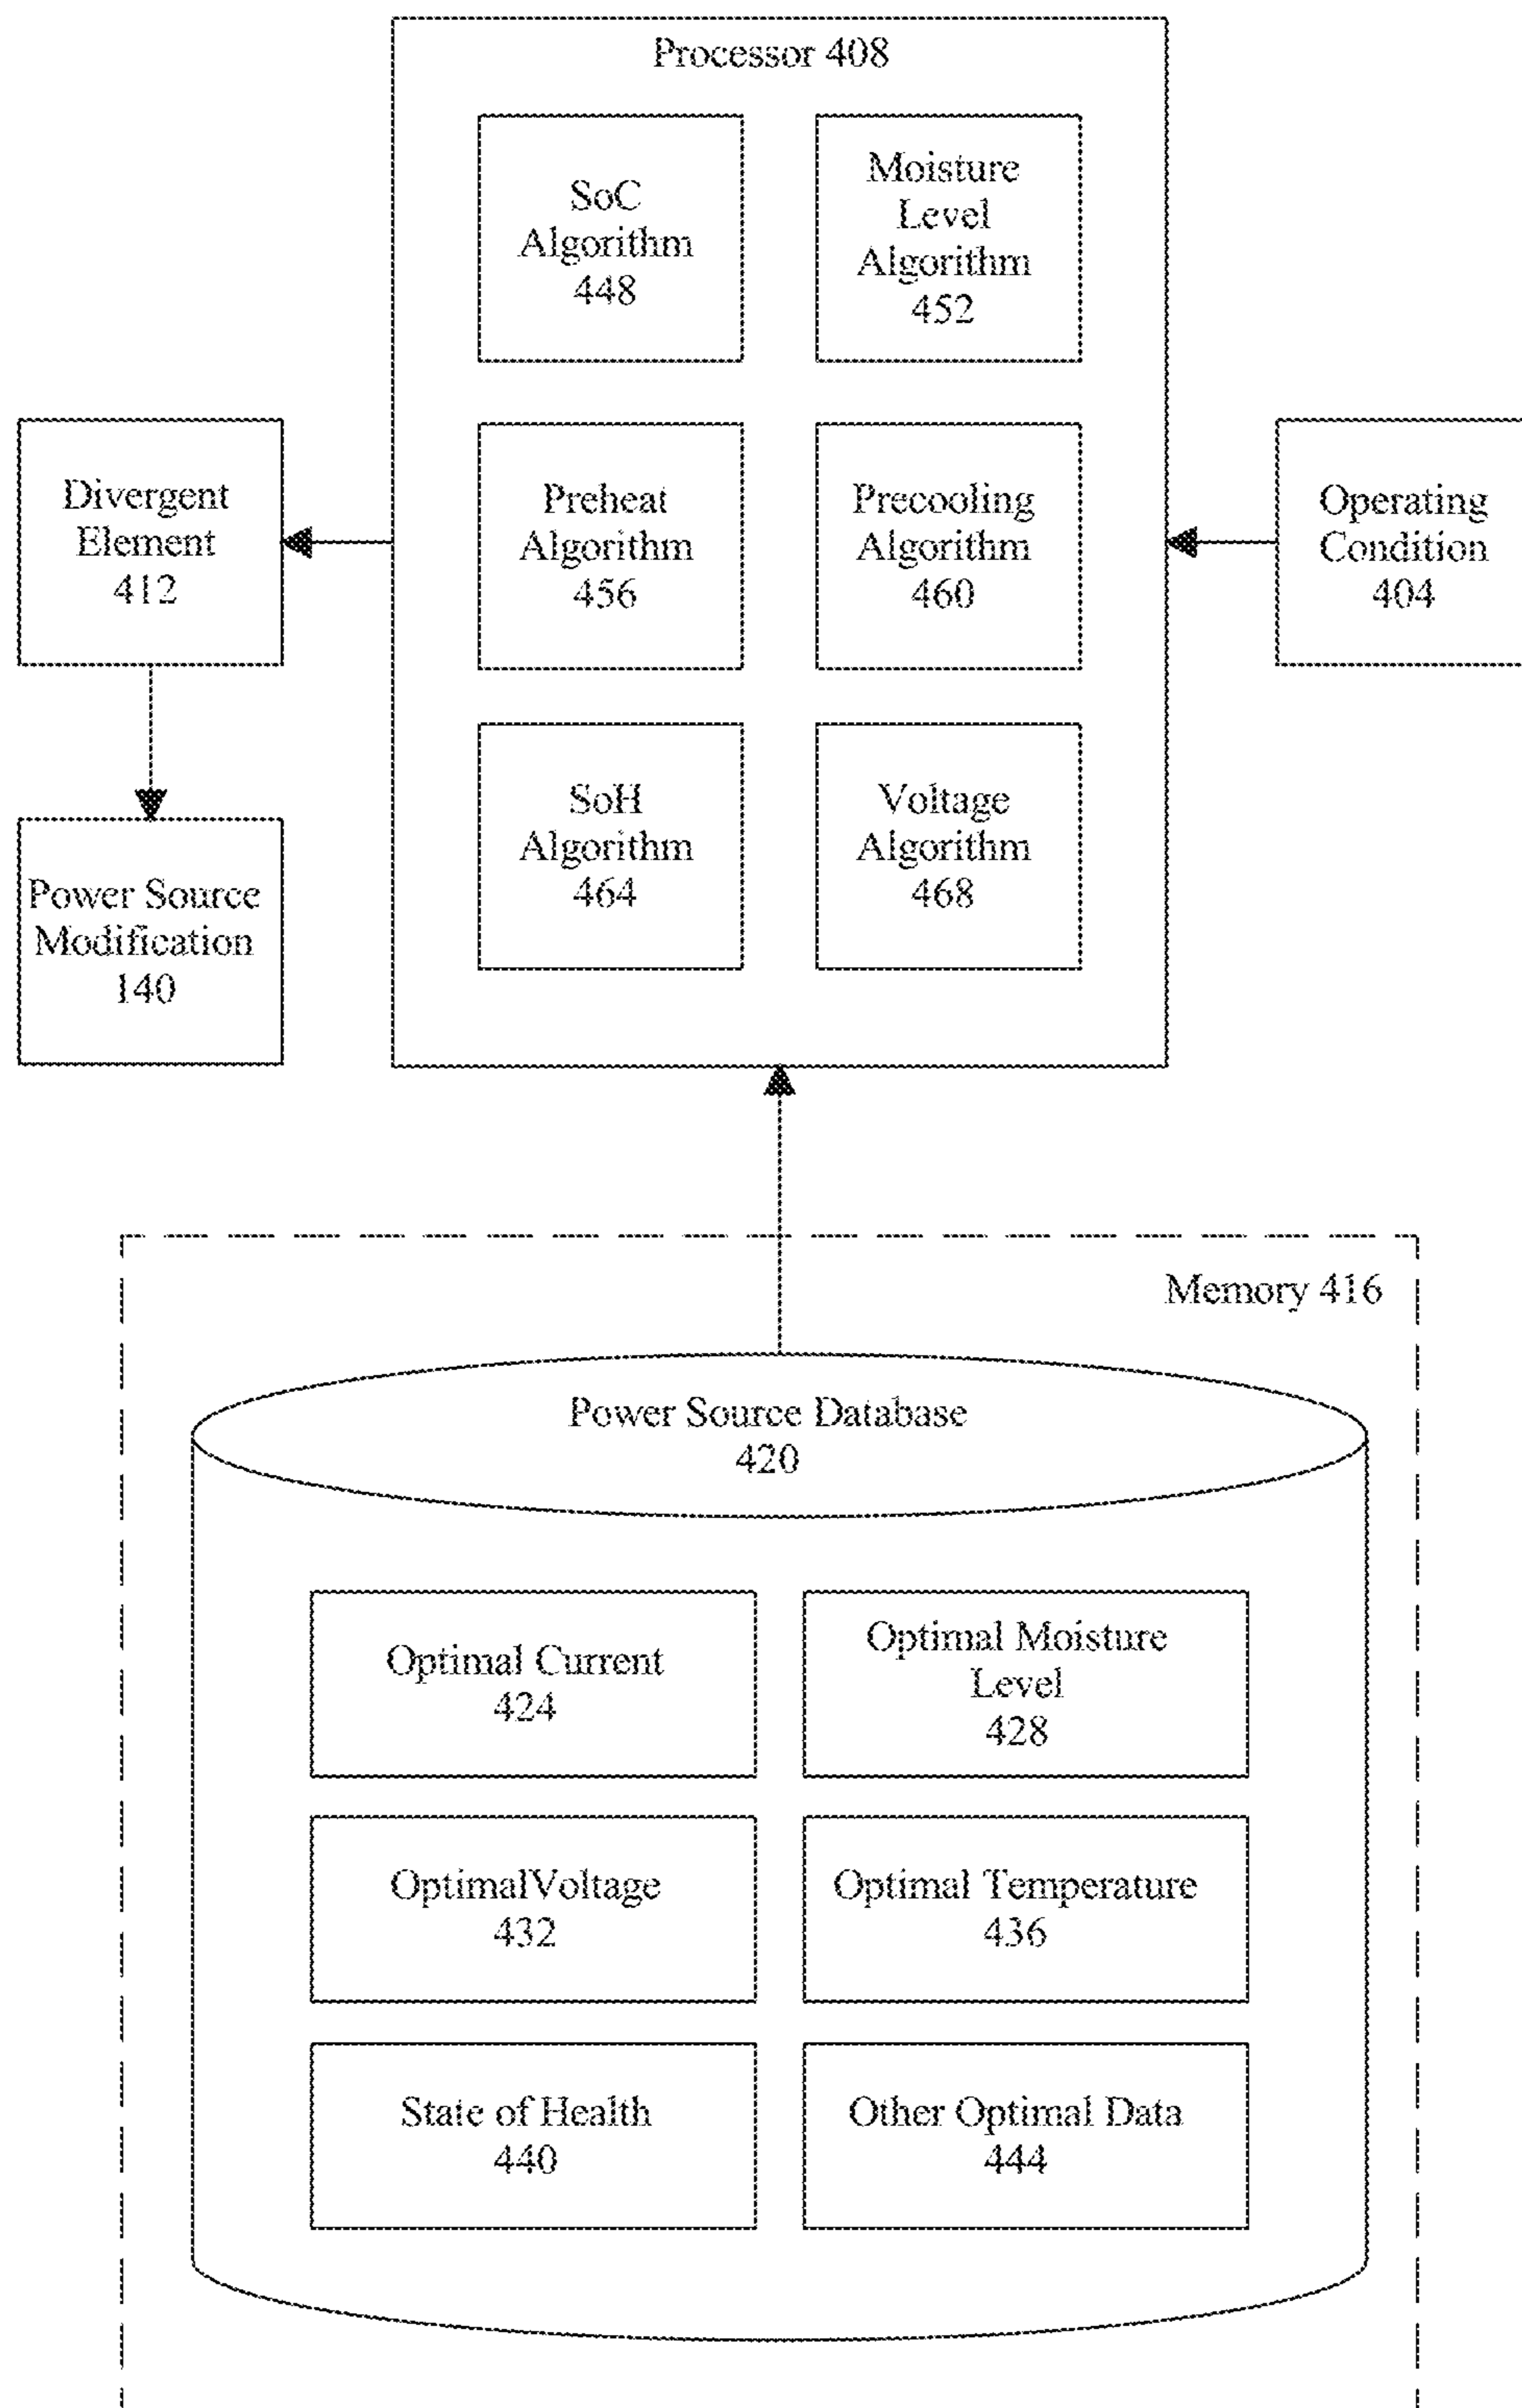 Processor 408
SoC
Algorithm
448
Moisture
Level
Algorithm
452
Divergent
Element
412
Preheat
Algorithm
456
Precooling
Algorithm
460
Operating
Condition
404
Power Source
Modification
140
SoH
Algorithm
464
Voltage
Algorithm
468
Memory 416
Power Source Database
420
Optimal Current
424
Optimal Moisture
Level
428
OptimalVoltage
432
Optimal Temperature
436
State of Health
440
Other Optimal Data
444